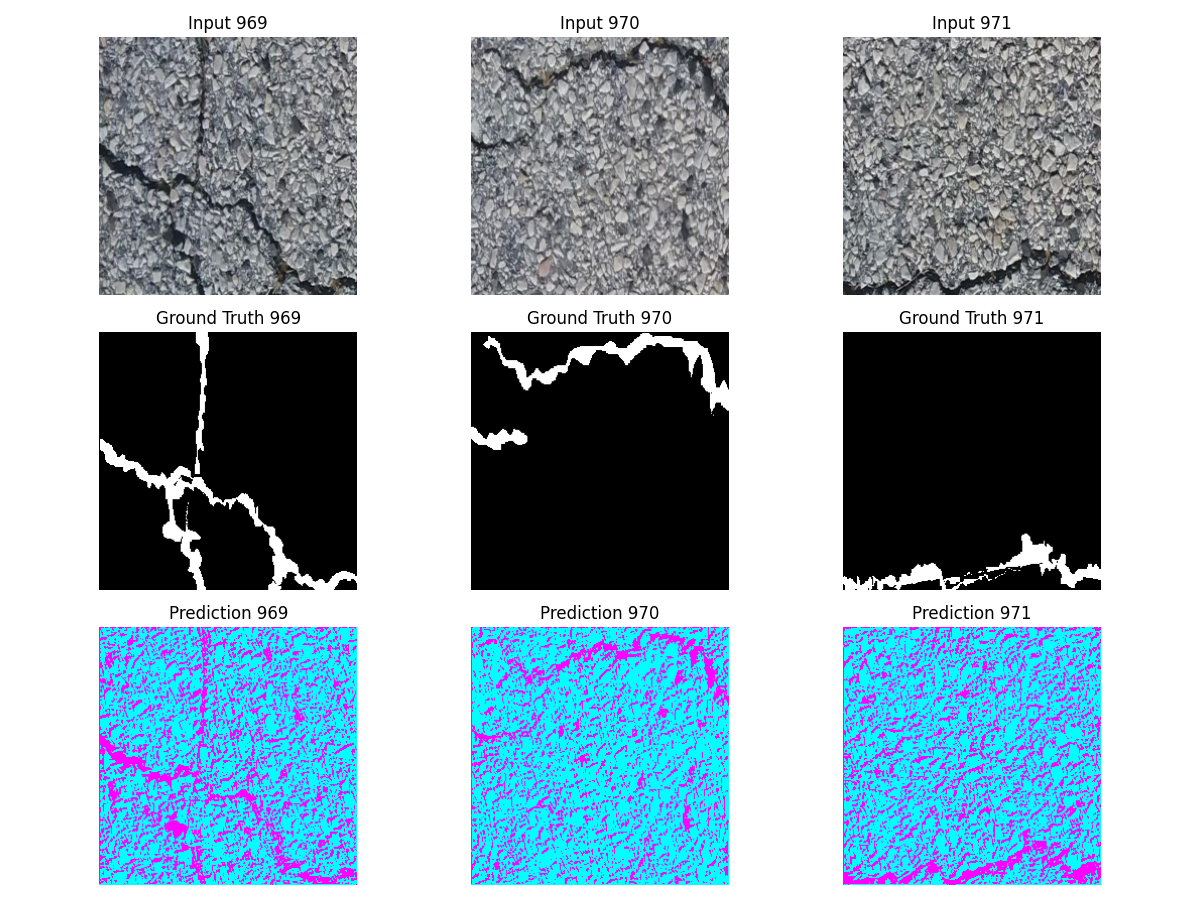 Input 969
Input 970
Input 971
Ground Truth 969
Ground Truth 970
Ground Truth 971
Prediction 969
Prediction 970
Prediction 971